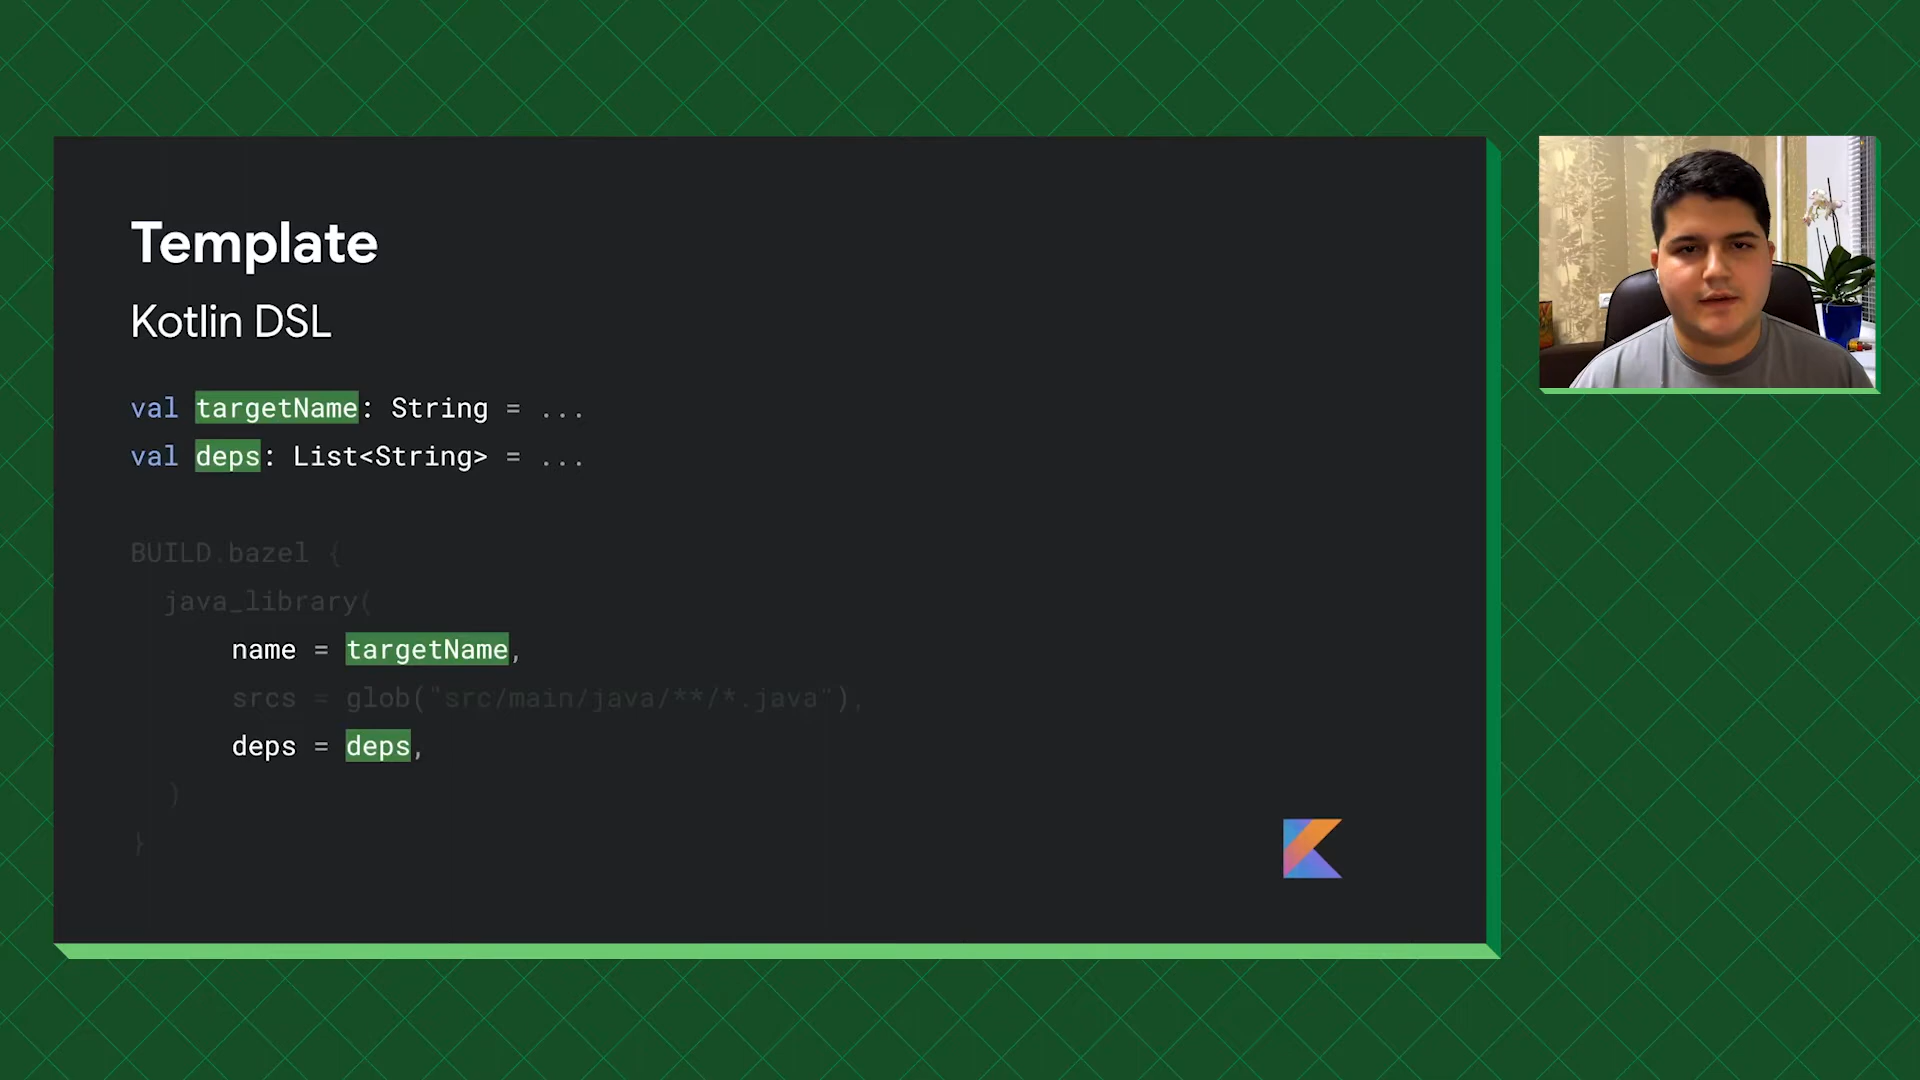 Template
Kotlin DSL
val targetName: String = ...
val deps: List<String> = ...
BUILD.bazel {
java_library(
name = targetName,
srcs = glob("src/main/java/**/*.java"),
deps = deps,
)
}